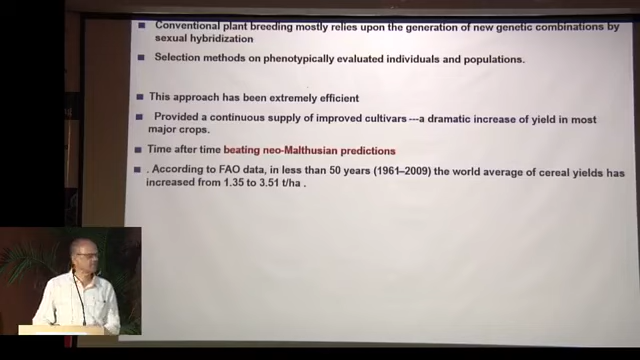 Conventional plant breeding mostly relies upon the generation of new genetic combinations by
sexual hybridization
Selection methods on phenotypically evaluated individuals and populations.
This approach has been extremely efficient
Provided a continuous supply of improved cultivars ---a dramatic increase of yield in most
major crops.
Time after time beating neo-Malthusian predictions
. According to FAO data, in less than 50 years (1961–2009) the world average of cereal yields has
increased from 1.35 to 3.51 t/ha .